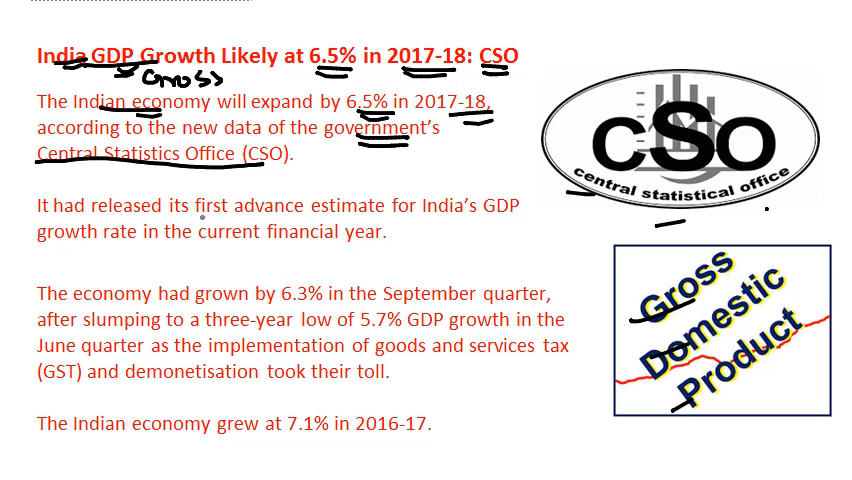 India GDP Growth Likely at 6.5% in 2017-18: CSO
Gross
The Indian economy will expand by 6.5% in 2017-18,
according to the new data of the government’s
Central Statistics Office (CSO).
It had released its first advance estimate for India’s GDP
growth rate in the current financial year.
The economy had grown by 6.3% in the September quarter,
after slumping to a three-year low of 5.7% GDP growth in the
June quarter as the implementation of goods and services tax
(GST) and demonetisation took their toll.
The Indian economy grew at 7.1% in 2016-17.
CSO
central statistical office
Gross
Domestic
Product